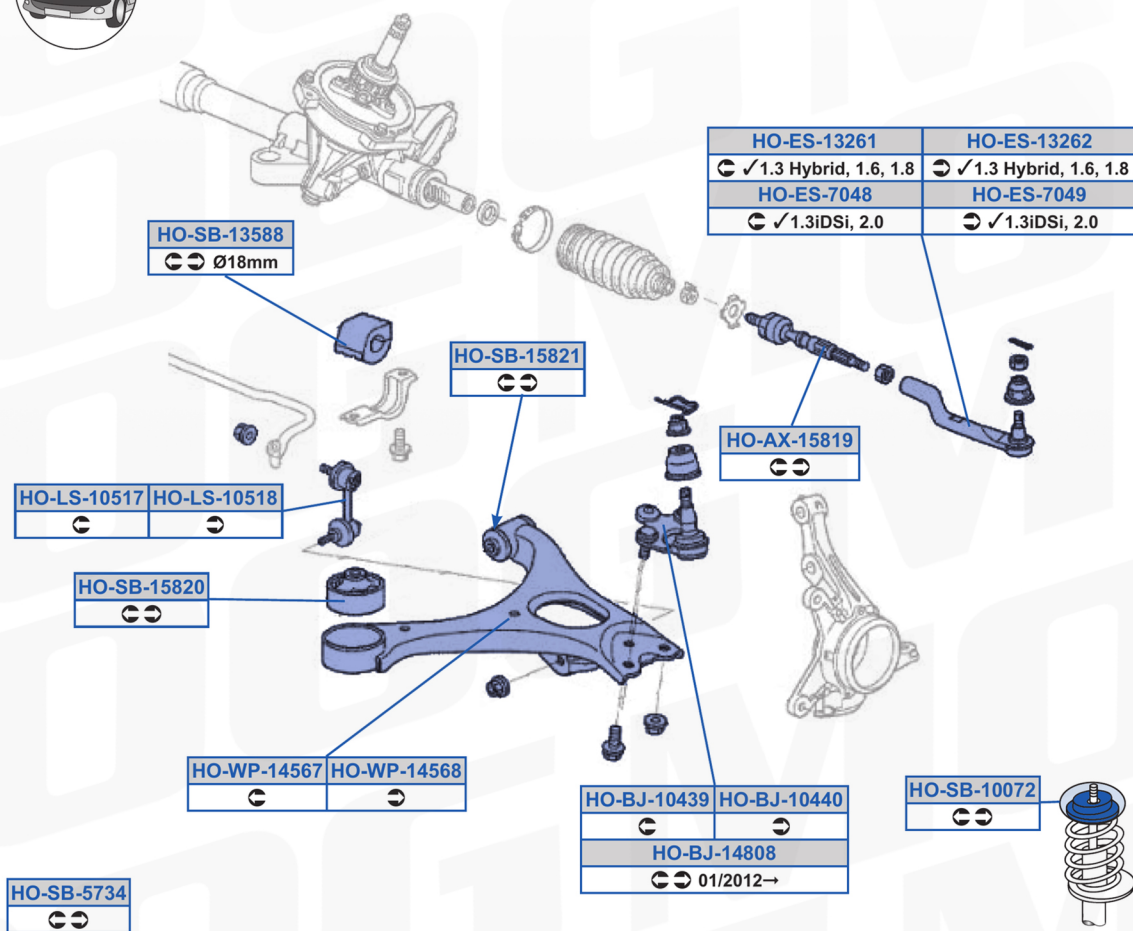 HO-ES-13261 HO-ES-13262
✓1.3 Hybrid, 1.6, 1.8 ✓1.3 Hybrid, 1.6, 1.8
HO-ES-7048 HO-ES-7049
✓1.3iDSi, 2.0 ✓1.3iDSi, 2.0
HO-SB-13588
Ø18mm
HO-SB-15821
HO-AX-15819
HO-LS-10517 HO-LS-10518
HO-SB-15820
HO-WP-14567 HO-WP-14568
HO-BJ-10439 HO-BJ-10440
HO-BJ-14808
01/2012→
HO-SB-10072
HO-SB-5734